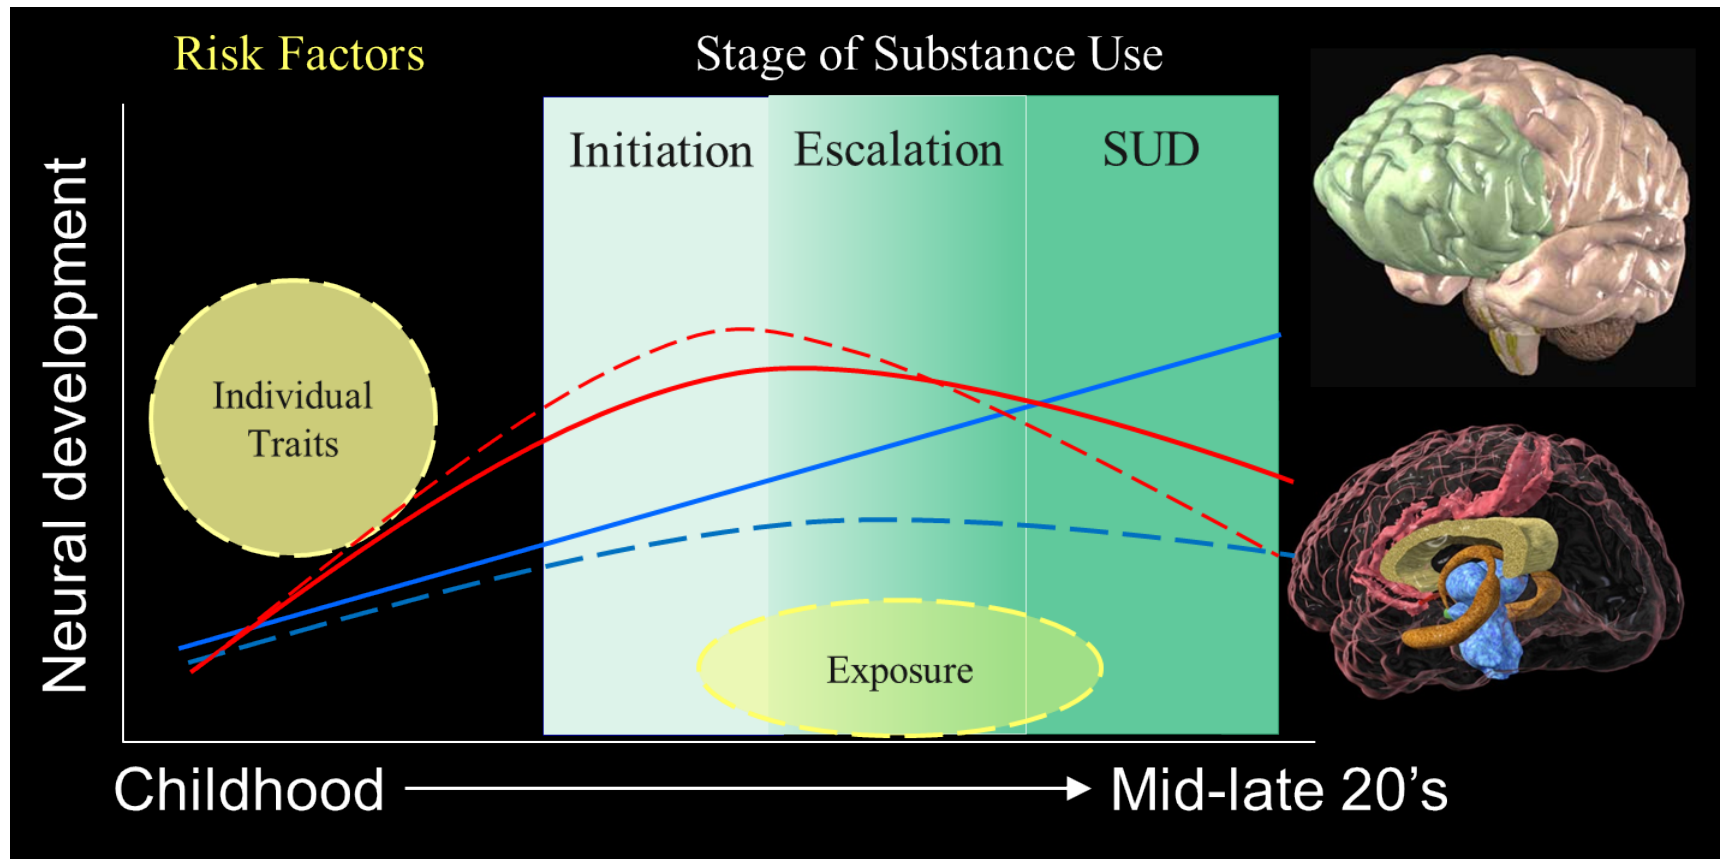 Risk Factors
Stage of Substance Use
Initiation
Escalation
SUD
Neural development
Individual
Traits
Exposure
Childhood
Mid-late 20’s